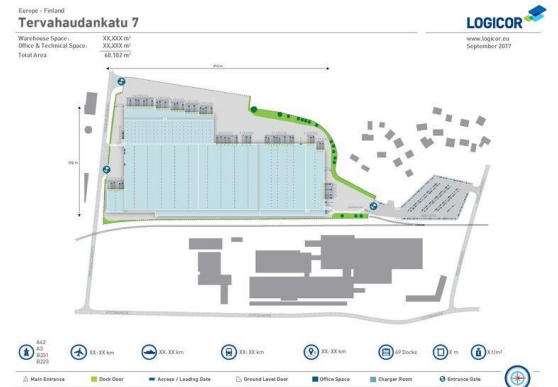 Europe - Finland
Tervahaudankatu 7
Warehouse Space: XX,XXX m²
Office & Technical Space: XX,XXX m²
Total Area 68.182 m²
LOGICOR
www.logicor.eu
September 2017
A62
A3
B231
B223
XX: XX km
XX: XX km
XX: XX km
XX: XX km
69 Docks
X m
X t/m²
Main Entrance
Dock Door
Access / Loading Gate
Ground Level Door
Office Space
Charger Room
Entrance Gate